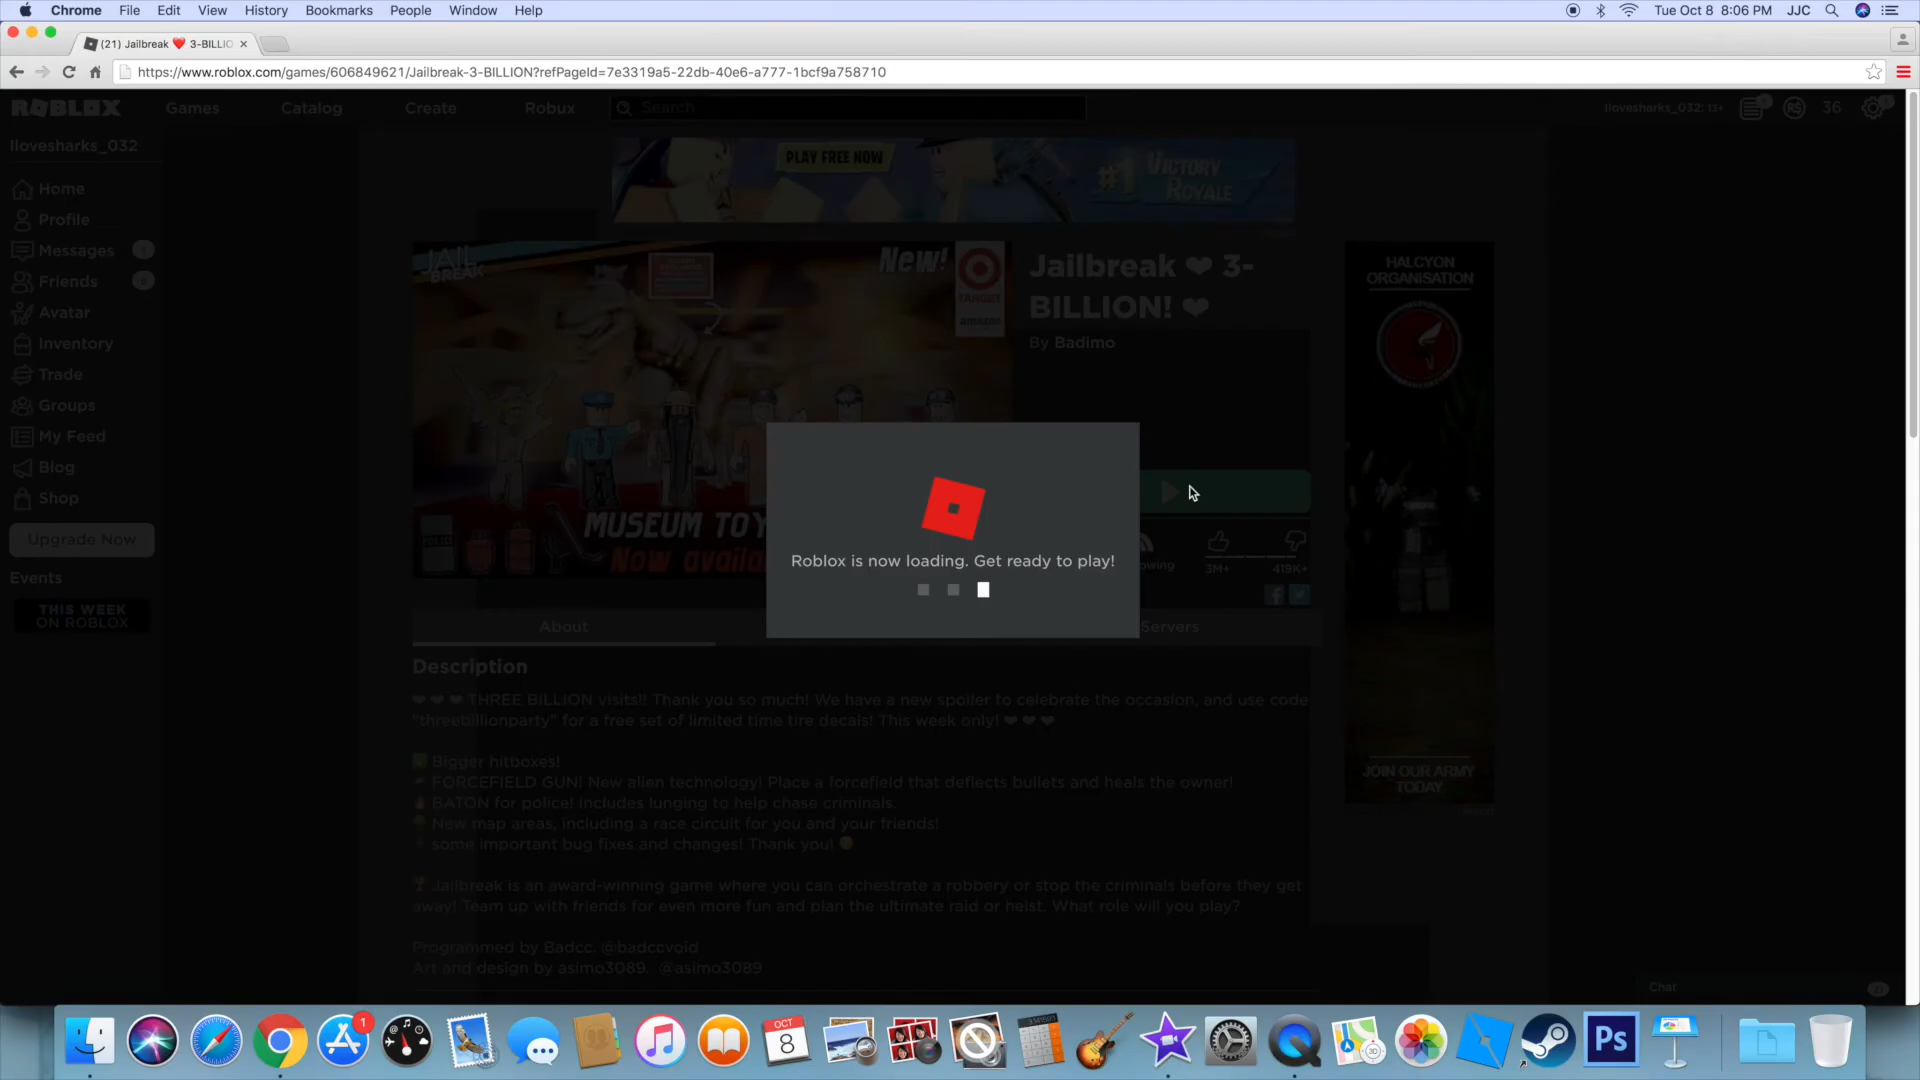 Chrome File Edit View History Bookmarks People Window Help Tue Oct 8 8:06 PM JJC
(21) Jailbreak ❤️ 3-BILLIO
https://www.roblox.com/games/606849621/Jailbreak-3-BILLION?refPageId=7e3319a5-22db-40e6-a777-1bcf9a758710
ROBLOX Games Catalog Create Robux Search Ilovesharks_032: 13+ 36
Ilovesharks_032
Home
Profile
Messages
Friends
Avatar
Inventory
Trade
Groups
My Feed
Blog
Shop
Upgrade Now
Events
THIS WEEK
ON ROBLOX
PLAY FREE NOW
#1 VICTORY
ROYALE
JAIL
BREAK
New!
TARGET
amazon
MUSEUM TOY
Now availa
Jailbreak ❤ 3-
BILLION! ❤
By Badimo
owing 3M+ 419K+
Roblox is now loading. Get ready to play!
HALCYON
ORGANISATION
JOIN OUR ARMY
TODAY
About Servers
Description
❤ ❤ ❤ THREE BILLION visits!! Thank you so much! We have a new spoiler to celebrate the occasion, and use code
"threebillionparty" for a free set of limited time tire decals! This week only! ❤ ❤ ❤
Bigger hitboxes!
FORCEFIELD GUN! New alien technology! Place a forcefield that deflects bullets and heals the owner!
BATON for police! Includes lunging to help chase criminals.
New map areas, including a race circuit for you and your friends!
+ some important bug fixes and changes! Thank you!
Jailbreak is an award-winning game where you can orchestrate a robbery or stop the criminals before they get
away! Team up with friends for even more fun and plan the ultimate raid or heist. What role will you play?
Programmed by Badcc. @badccvoid
Art and design by asimo3089. @asimo3089
Chat
1
OCT
8
3D
Ps